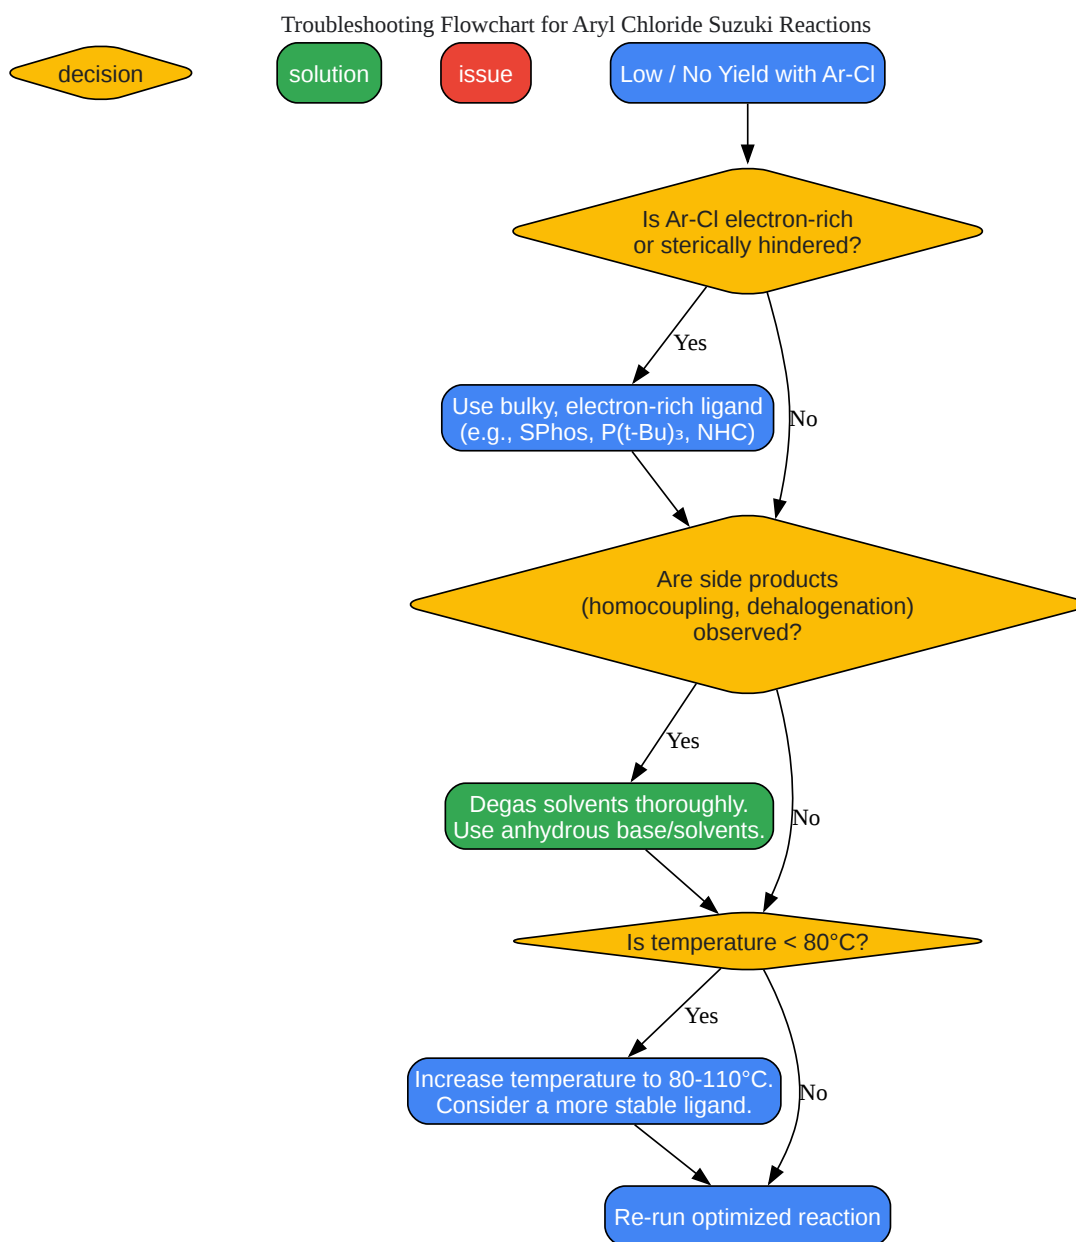 Troubleshooting Flowchart for Aryl Chloride Suzuki Reactions
decision
solution
issue
Low / No Yield with Ar-Cl
Is Ar-Cl electron-rich
or sterically hindered?
Yes
No
Use bulky, electron-rich ligand
(e.g., SPhos, P(t-Bu)₃, NHC)
Are side products
(homocoupling, dehalogenation)
observed?
Yes
No
Degas solvents thoroughly.
Use anhydrous base/solvents.
Is temperature < 80°C?
Yes
No
Increase temperature to 80-110°C.
Consider a more stable ligand.
Re-run optimized reaction